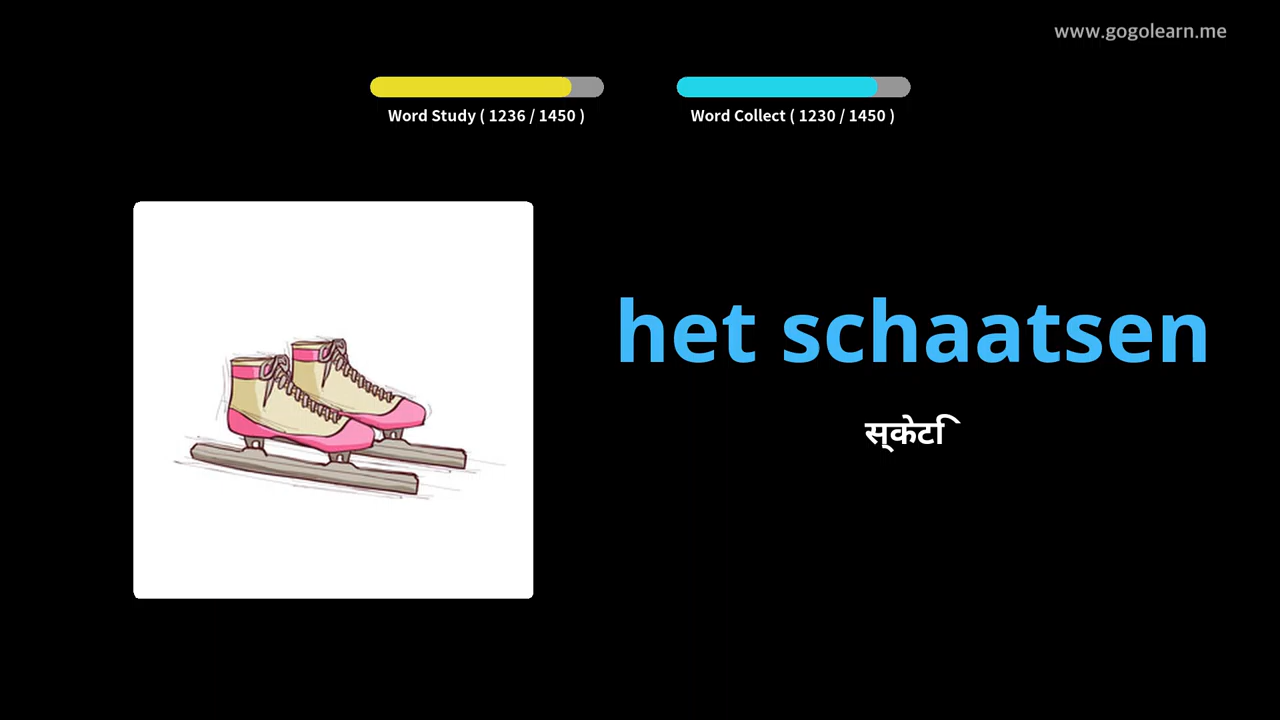 www.gogolearn.me
Word Study ( 1236 / 1450 )
Word Collect ( 1230 / 1450 )
het schaatsen
स्केटिं